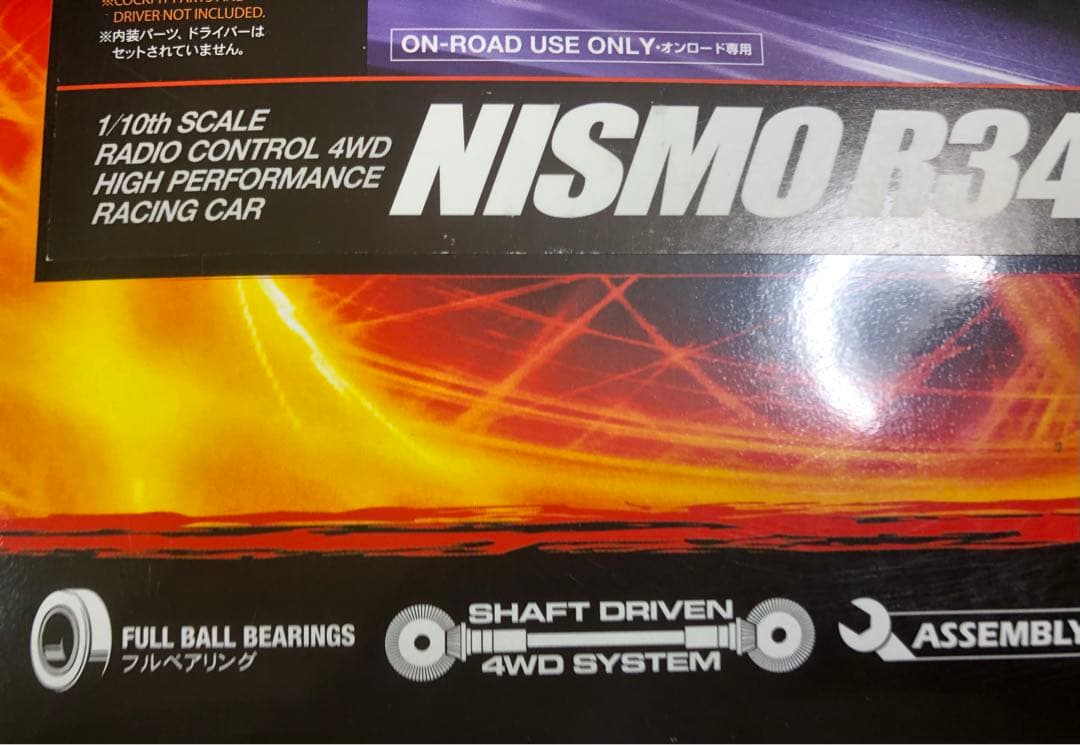 ※COCKPIT PARTS AND
DRIVER NOT INCLUDED.
※内装パーツ、ドライバーは
セットされていません。
ON-ROAD USE ONLY・オンロード専用
1/10th SCALE
RADIO CONTROL 4WD
HIGH PERFORMANCE
RACING CAR
NISMO R34
FULL BALL BEARINGS
フルベアリング
SHAFT DRIVEN
4WD SYSTEM
ASSEMBLY